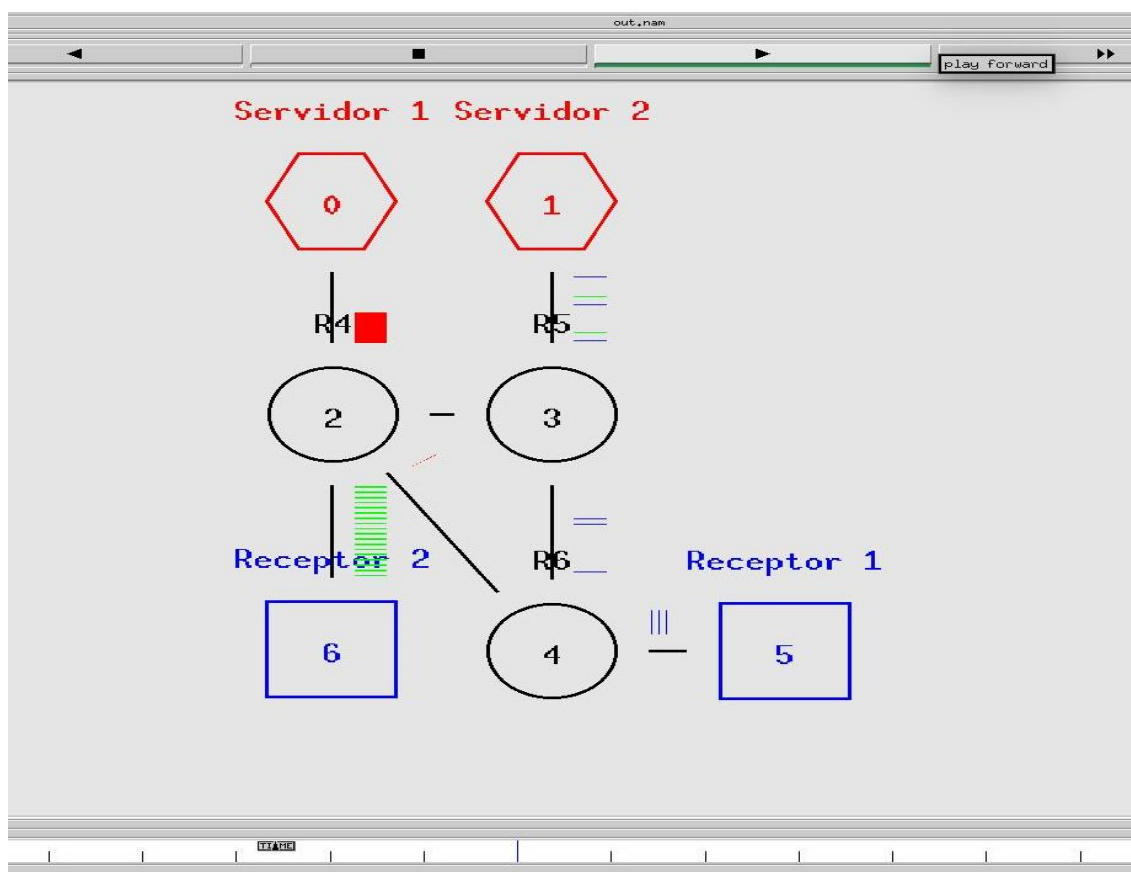 out.nam
play forward
Servidor 1 Servidor 2
0 1
R4 R5
2 3
Receptor 2 R6 Receptor 1
6 4 5
TIME